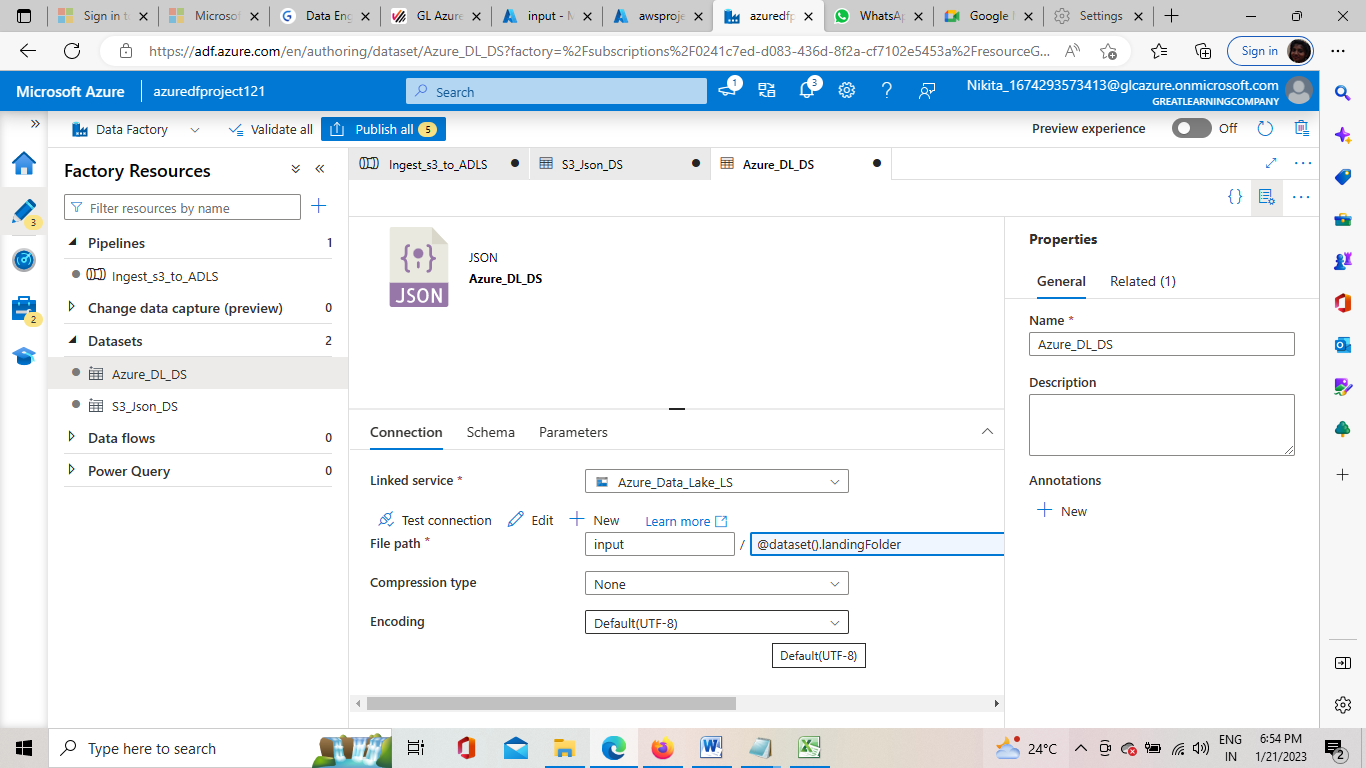 Sign in t
Microsof
Data Eng
GL Azure
input - M
awsproje
azuredfp
WhatsAp
Google M
Settings
https://adf.azure.com/en/authoring/dataset/Azure_DL_DS?factory=%2Fsubscriptions%2F0241c7ed-d083-436d-8f2a-cf7102e5453a%2FresourceG...
Sign in
Microsoft Azure
azuredfproject121
Search
1
3
Nikita_1674293573413@glcazure.onmicrosoft.com
GREATLEARNINGCOMPANY
Data Factory
Validate all
Publish all 5
Preview experience
Off
Factory Resources
Filter resources by name
Pipelines 1
Ingest_s3_to_ADLS
Change data capture (preview) 0
Datasets 2
Azure_DL_DS
S3_Json_DS
Data flows 0
Power Query 0
3
2
Ingest_s3_to_ADLS
S3_Json_DS
Azure_DL_DS
JSON
JSON
Azure_DL_DS
Connection
Schema
Parameters
Linked service *
Azure_Data_Lake_LS
Test connection
Edit
New
Learn more
File path *
input / @dataset().landingFolder
Compression type
None
Encoding
Default(UTF-8)
Default(UTF-8)
Properties
General
Related (1)
Name *
Azure_DL_DS
Description
Annotations
New
Type here to search
24°C
ENG
IN
6:54 PM
1/21/2023
2